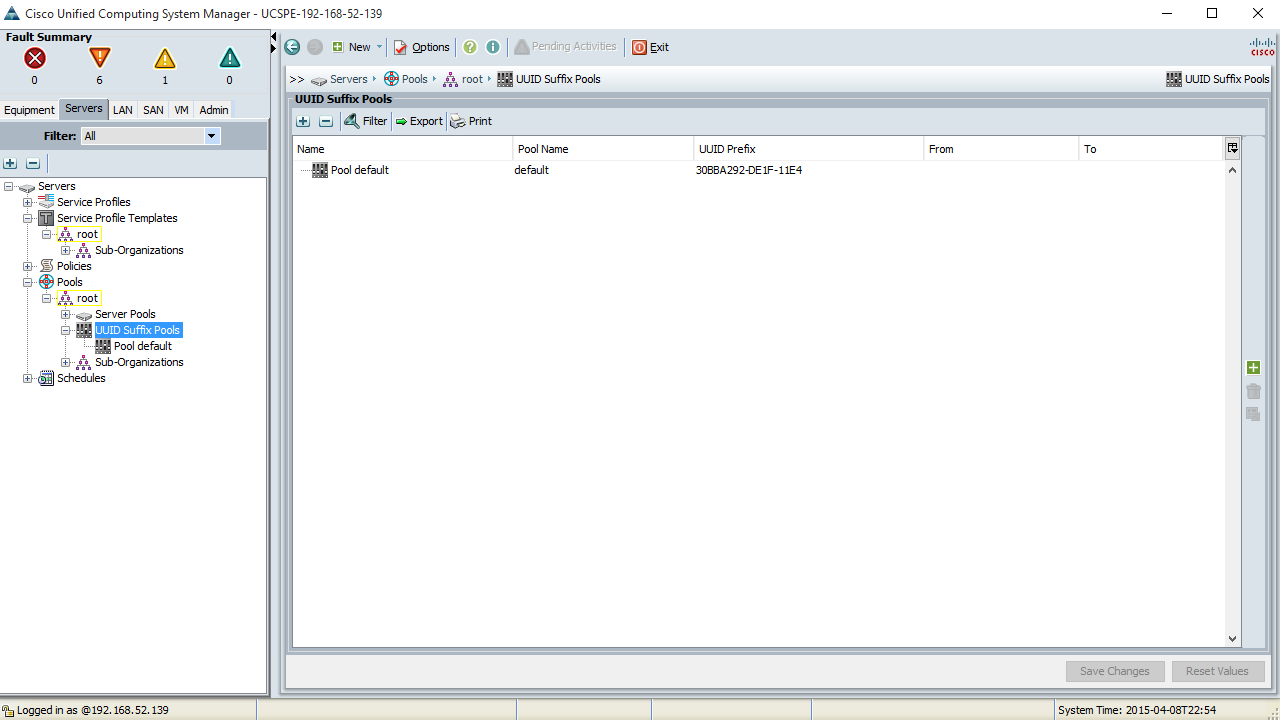 Cisco Unified Computing System Manager - UCSPE-192-168-52-139
Fault Summary
0 6 1 0
Equipment Servers LAN SAN VM Admin
Filter: All
Servers
Service Profiles
Service Profile Templates
root
Sub-Organizations
Policies
Pools
root
Server Pools
UUID Suffix Pools
Pool default
Sub-Organizations
Schedules
New Options ? i Pending Activities Exit
cisco
>> Servers Pools root UUID Suffix Pools UUID Suffix Pools
UUID Suffix Pools
Filter Export Print
Name Pool Name UUID Prefix From To
Pool default default 30BBA292-DE1F-11E4
Save Changes Reset Values
Logged in as @192.168.52.139 System Time: 2015-04-08T22:54